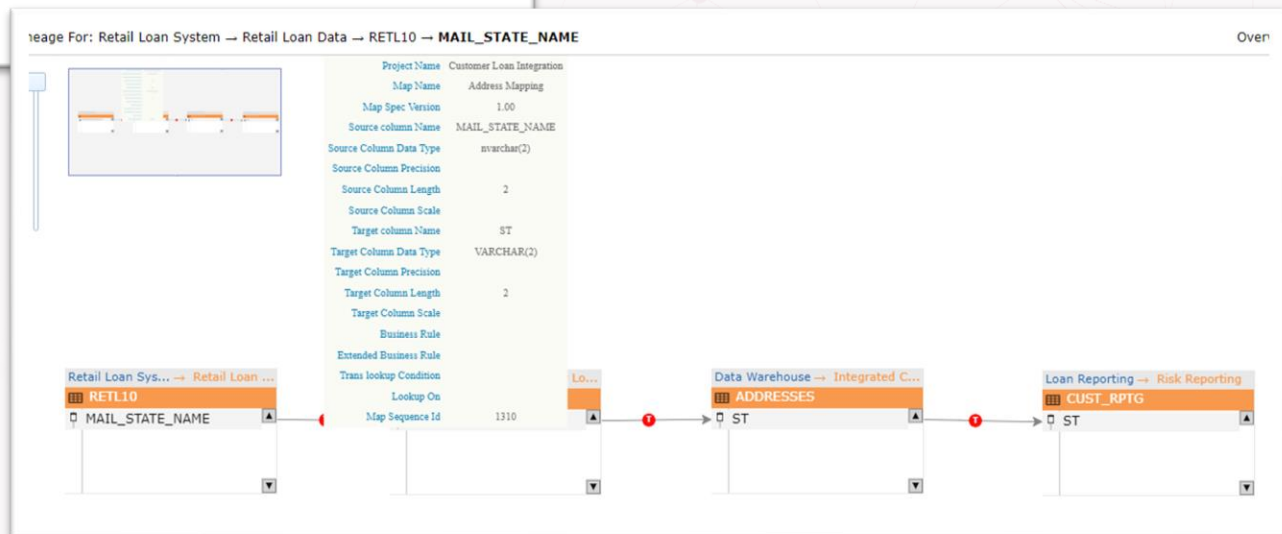 neage For: Retail Loan System → Retail Loan Data → RETL10 → MAIL_STATE_NAME
Over
Project Name Customer Loan Integration
Map Name Address Mapping
Map Spec Version 1.00
Source column Name MAIL_STATE_NAME
Source Column Data Type nvarchar(2)
Source Column Precision
Source Column Length 2
Source Column Scale
Target column Name ST
Target Column Data Type VARCHAR(2)
Target Column Precision
Target Column Length 2
Target Column Scale
Business Rule
Extended Business Rule
Trans lookup Condition
Lookup On
Map Sequence Id 1310
Retail Loan Sys... → Retail Loan ...
RETL10
MAIL_STATE_NAME
Lo...
T
Data Warehouse → Integrated C...
ADDRESSES
ST
T
Loan Reporting → Risk Reporting
CUST_RPTG
ST